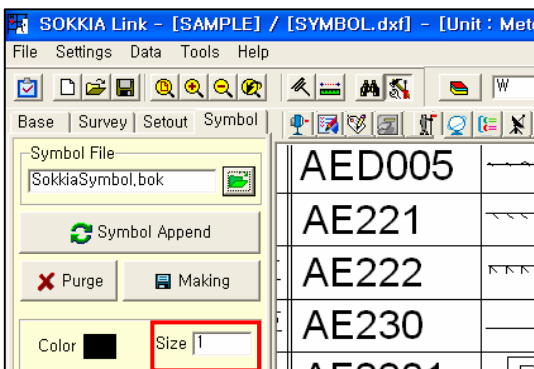 SOKKIA Link - [SAMPLE] / [SYMBOL.dxf] - [Unit : Mete
File Settings Data Tools Help
W
Base Survey Setout Symbol
Symbol File
SokkiaSymbol.bok
Symbol Append
Purge Making
Color Size 1
AED005
AE221
AE222
AE230